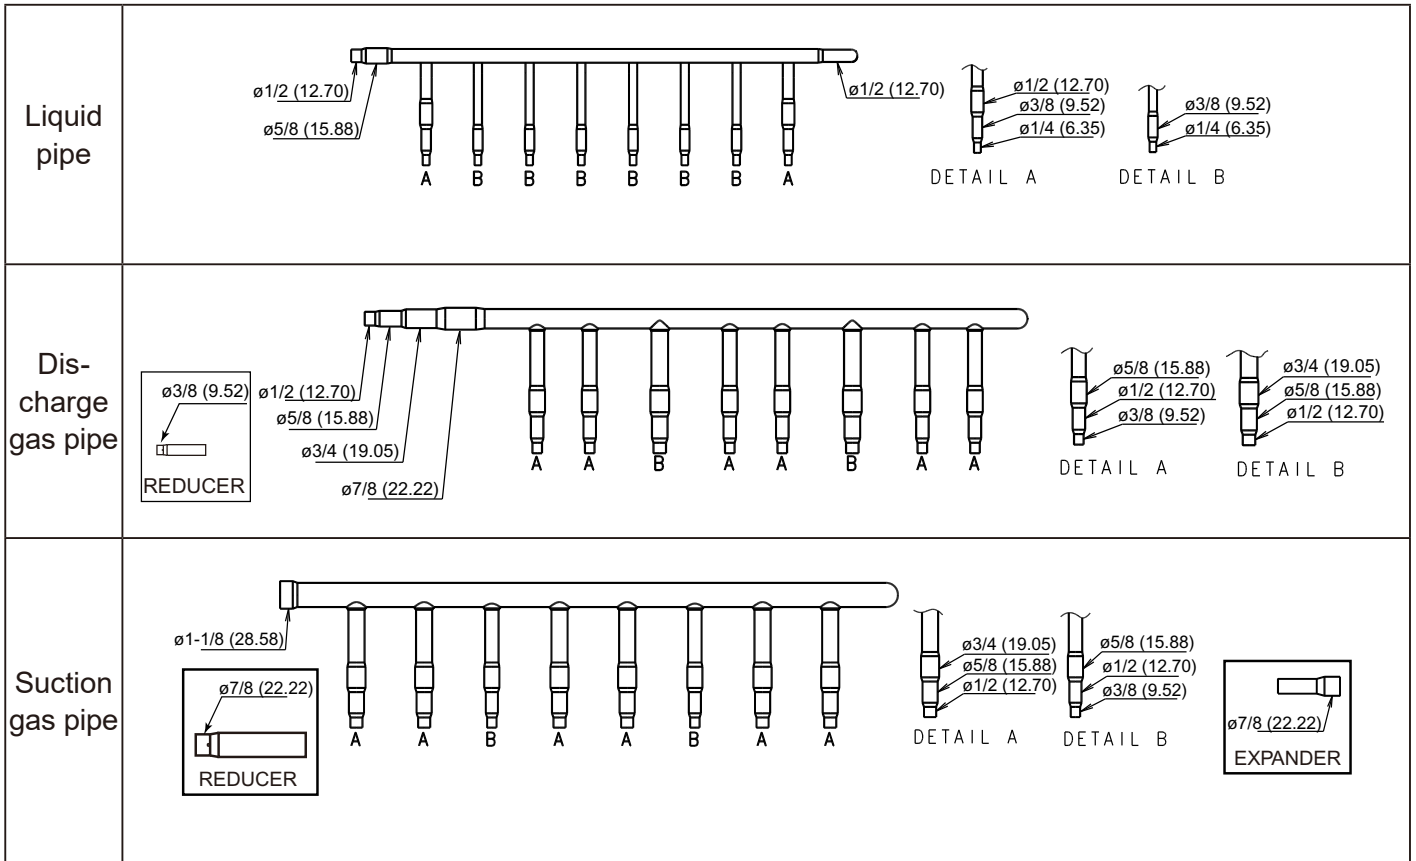 Liquid
pipe
ø1/2 (12.70)
ø5/8 (15.88)
ø1/2 (12.70)
A B B B B B B A
ø1/2 (12.70)
ø3/8 (9.52)
ø1/4 (6.35)
DETAIL A
ø3/8 (9.52)
ø1/4 (6.35)
DETAIL B
Dis-
charge
gas pipe
ø3/8 (9.52)
REDUCER
ø1/2 (12.70)
ø5/8 (15.88)
ø3/4 (19.05)
ø7/8 (22.22)
A A B A A B A A
ø5/8 (15.88)
ø1/2 (12.70)
ø3/8 (9.52)
DETAIL A
ø3/4 (19.05)
ø5/8 (15.88)
ø1/2 (12.70)
DETAIL B
Suction
gas pipe
ø1-1/8 (28.58)
ø7/8 (22.22)
REDUCER
A A B A A B A A
ø3/4 (19.05)
ø5/8 (15.88)
ø1/2 (12.70)
DETAIL A
ø5/8 (15.88)
ø1/2 (12.70)
ø3/8 (9.52)
DETAIL B
ø7/8 (22.22)
EXPANDER